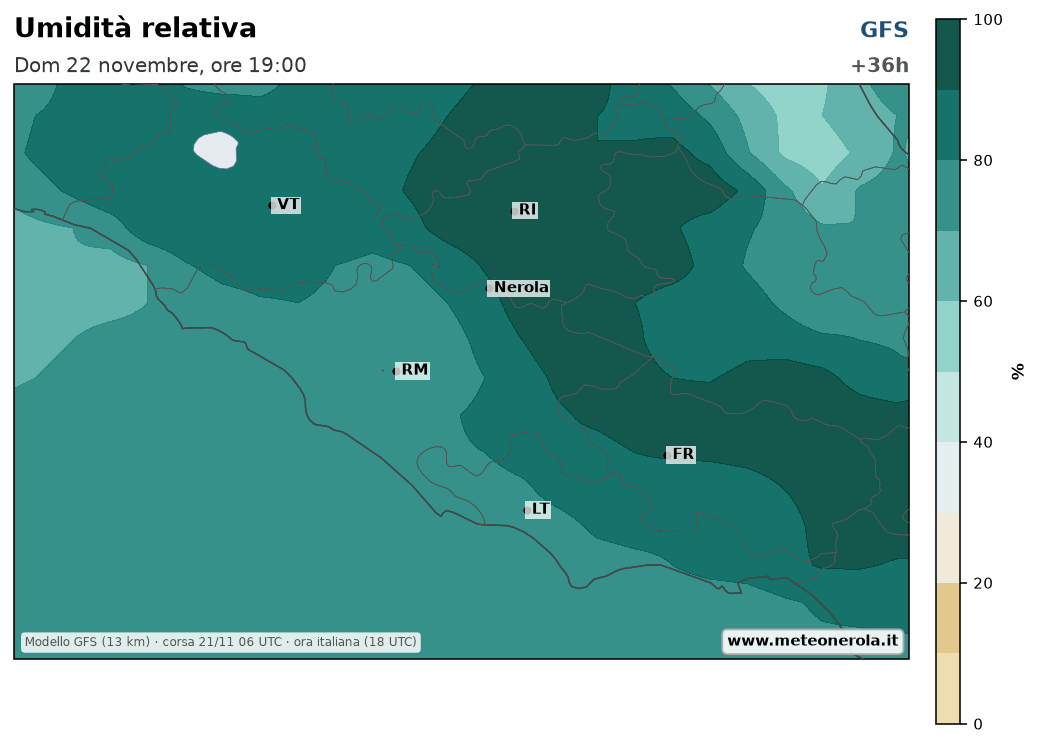 Umidità relativa
GFS
Dom 22 novembre, ore 19:00
+36h
100
80
60
40
20
0
%
VT
RI
Nerola
RM
FR
LT
Modello GFS (13 km) · corsa 21/11 06 UTC · ora italiana (18 UTC)
www.meteonerola.it